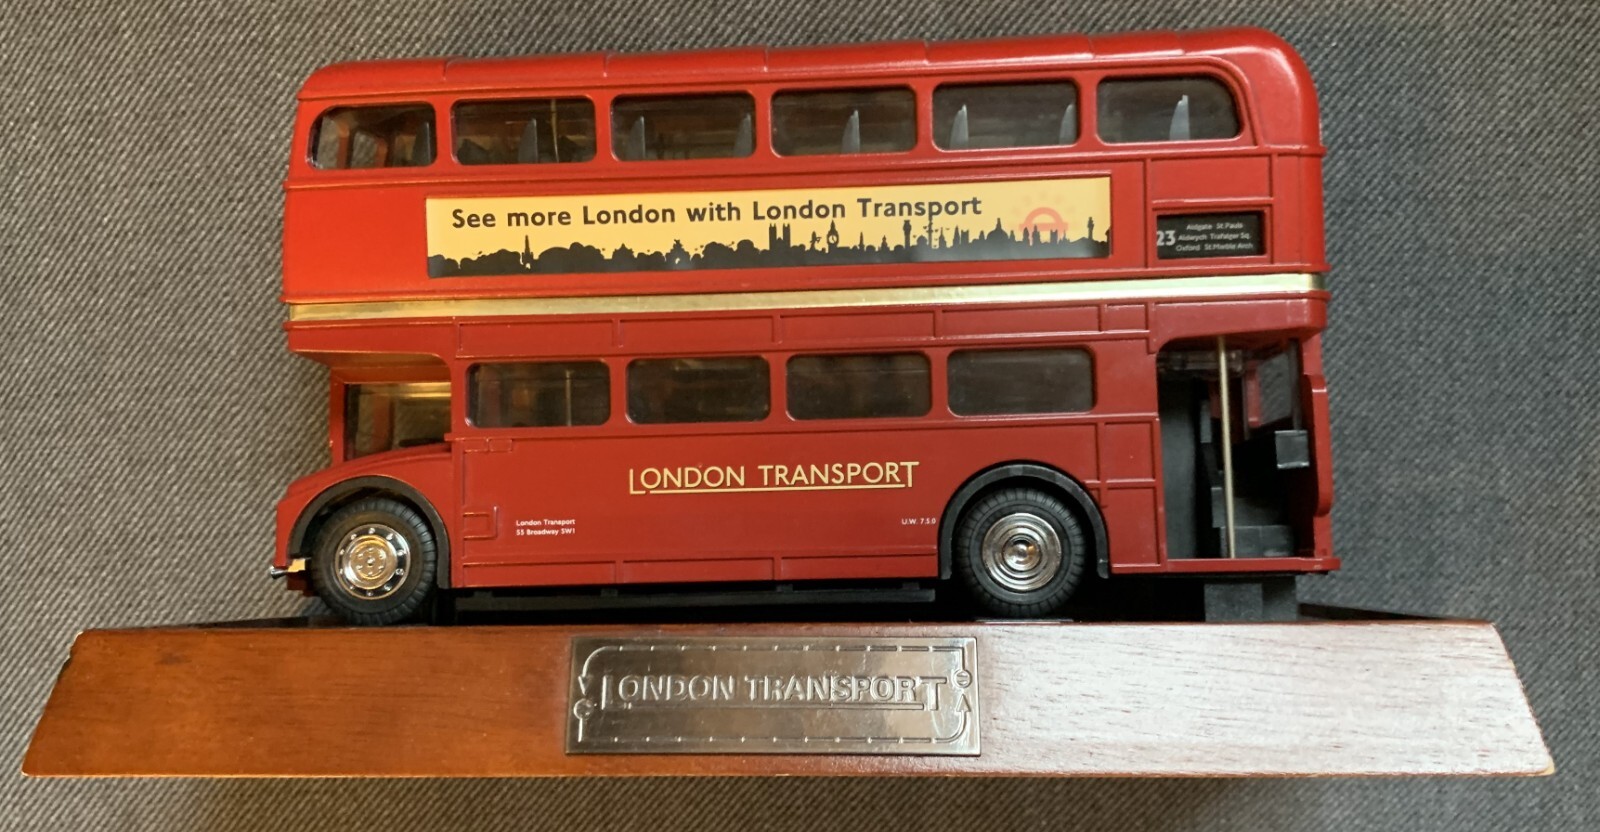 See more London with London Transport
23
Aldgate St Pauls
Aldwych Trafalgar Sq.
Oxford St Marble Arch
LONDON TRANSPORT
London Transport
55 Broadway SW1
U.W. 7.5.0
LONDON TRANSPORT